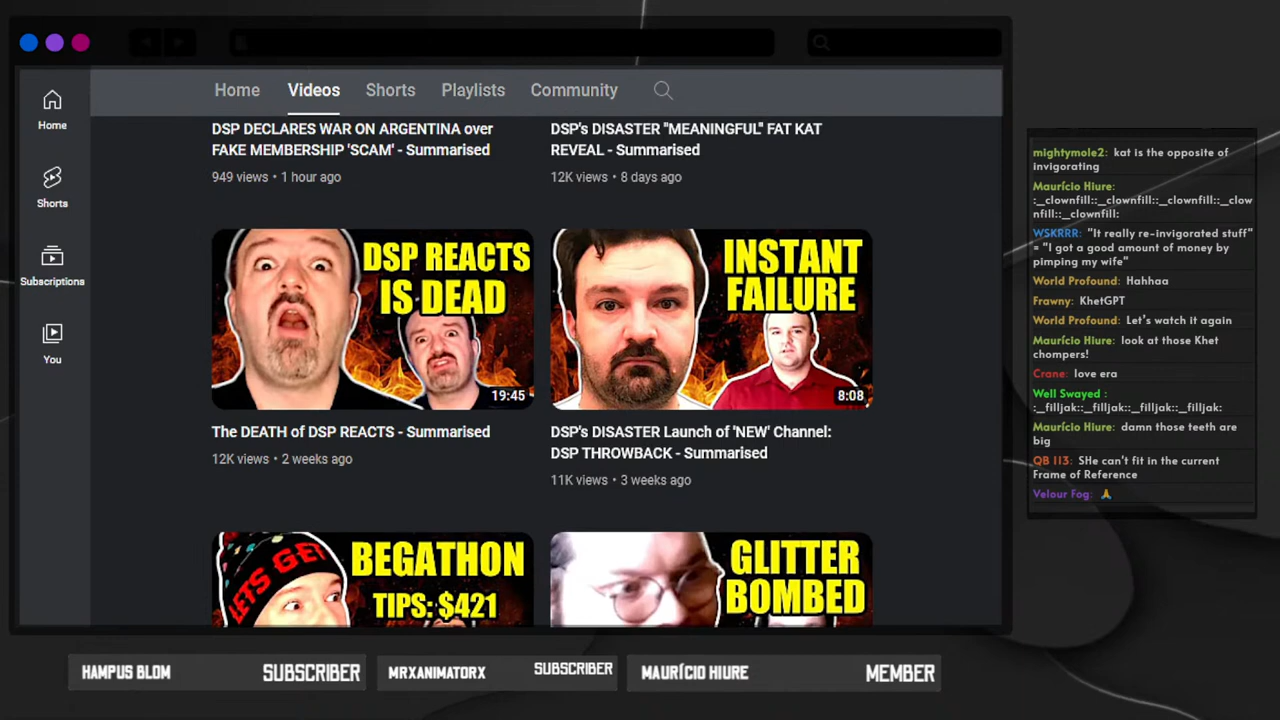 Home
Videos
Shorts
Playlists
Community
Home
Shorts
Subscriptions
You
DSP DECLARES WAR ON ARGENTINA over
FAKE MEMBERSHIP 'SCAM' - Summarised
949 views • 1 hour ago
DSP's DISASTER "MEANINGFUL" FAT KAT
REVEAL - Summarised
12K views • 8 days ago
DSP REACTS
IS DEAD
19:45
The DEATH of DSP REACTS - Summarised
12K views • 2 weeks ago
INSTANT
FAILURE
8:08
DSP's DISASTER Launch of 'NEW' Channel:
DSP THROWBACK - Summarised
11K views • 3 weeks ago
LETS GET
BEGATHON
TIPS: $421
GLITTER
BOMBED
mightymole2: kat is the opposite of
invigorating
Maurício Hiure:
:_clownfill::_clownfill::_clownfill::_clow
nfill::_clownfill:
WSKRRR: "It really re-invigorated stuff"
= "I got a good amount of money by
pimping my wife"
World Profound: Hahhaa
Frawny: KhetGPT
World Profound: Let's watch it again
Maurício Hiure: look at those Khet
chompers!
Crane: love era
Well Swayed :
:_filljak::_filljak::_filljak::_filljak:
Maurício Hiure: damn those teeth are
big
QB 113: SHe can't fit in the current
Frame of Reference
Velour Fog: 🙏
HAMPUS BLOM SUBSCRIBER
MRXANIMATORX SUBSCRIBER
MAURÍCIO HIURE MEMBER